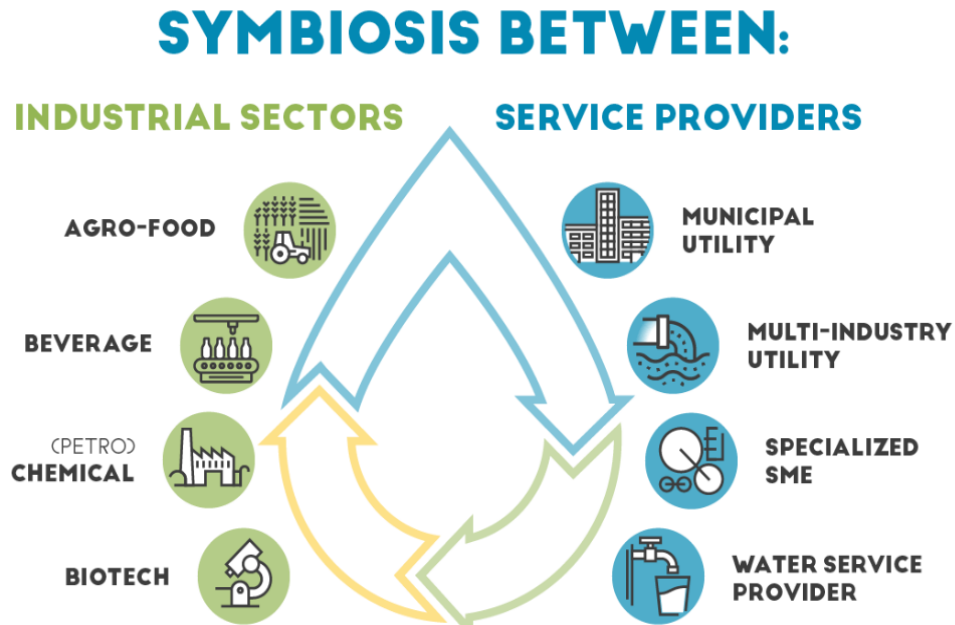 SYMBIOSIS BETWEEN:
INDUSTRIAL SECTORS
AGRO-FOOD
BEVERAGE
(PETRO)
CHEMICAL
BIOTECH
SERVICE PROVIDERS
MUNICIPAL
UTILITY
MULTI-INDUSTRY
UTILITY
SPECIALIZED
SME
WATER SERVICE
PROVIDER